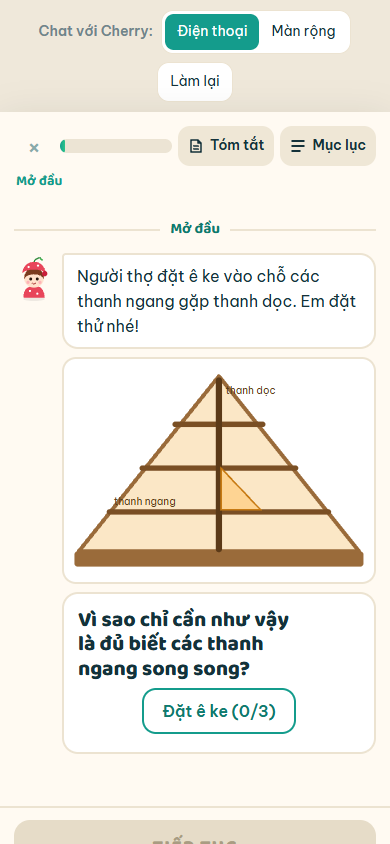 Chat với Cherry:
Điện thoại
Màn rộng
Làm lại
×
Tóm tắt
Mục lục
Mở đầu
Mở đầu
Người thợ đặt ê ke vào chỗ các
thanh ngang gặp thanh dọc. Em đặt
thử nhé!
thanh dọc
thanh ngang
Vì sao chỉ cần như vậy
là đủ biết các thanh
ngang song song?
Đặt ê ke (0/3)
TIẾP TỤC